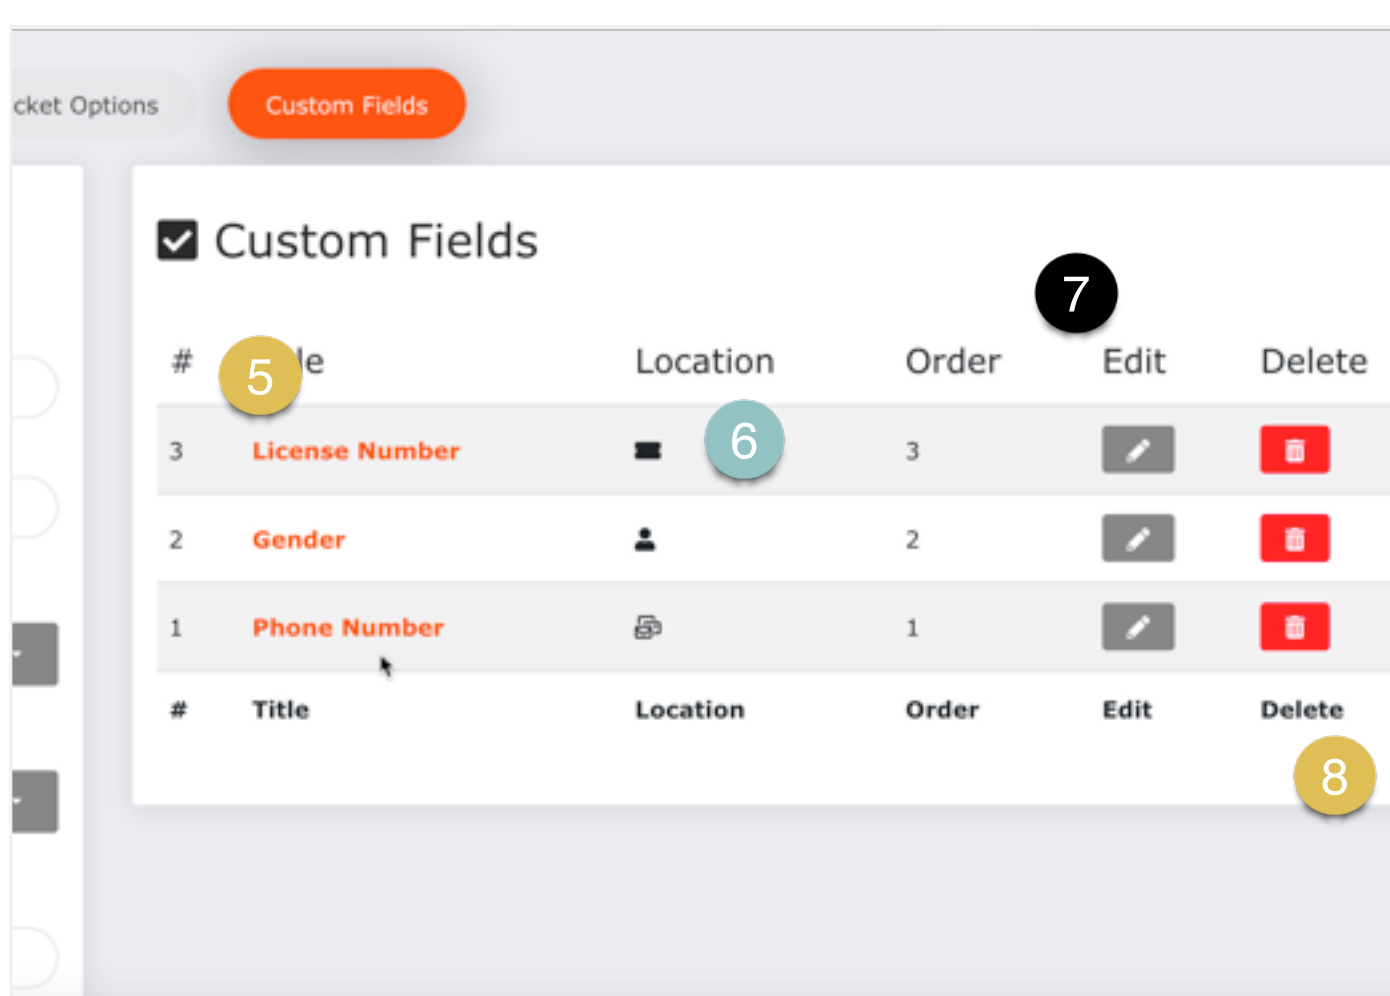 cket Options Custom Fields
Custom Fields
7
# 5 le Location Order Edit Delete
3 License Number 6 3
2 Gender 2
1 Phone Number 1
# Title Location Order Edit Delete
8